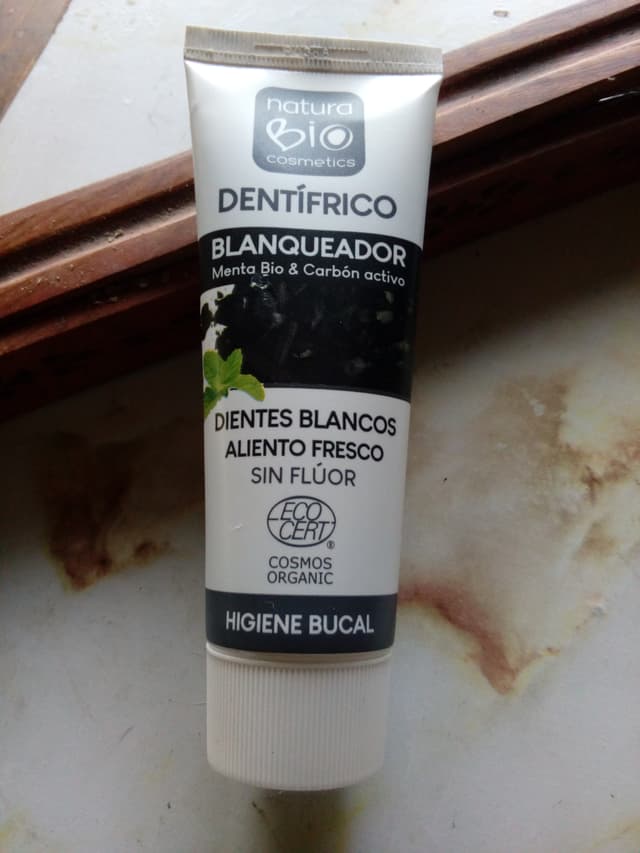 natura
Bio
cosmetics
DENTÍFRICO
BLANQUEADOR
Menta Bio & Carbón activo
DIENTES BLANCOS
ALIENTO FRESCO
SIN FLÚOR
ECO
CERT
®
COSMOS
ORGANIC
HIGIENE BUCAL